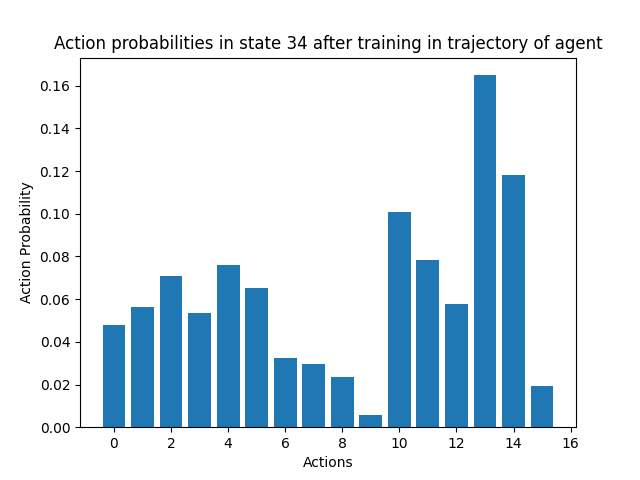 Action probabilities in state 34 after training in trajectory of agent
0.16
0.14
0.12
0.10
0.08
0.06
0.04
0.02
0.00
Action Probability
0 2 4 6 8 10 12 14 16
Actions